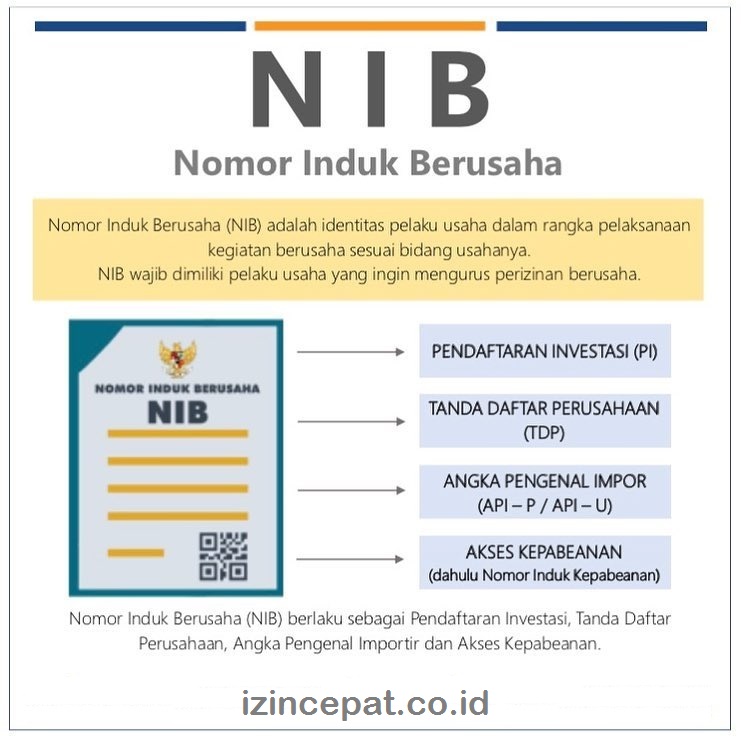 N I B
Nomor Induk Berusaha
Nomor Induk Berusaha (NIB) adalah identitas pelaku usaha dalam rangka pelaksanaan
kegiatan berusaha sesuai bidang usahanya.
NIB wajib dimiliki pelaku usaha yang ingin mengurus perizinan berusaha.
NOMOR INDUK BERUSAHA
NIB
PENDAFTARAN INVESTASI (PI)
TANDA DAFTAR PERUSAHAAN
(TDP)
ANGKA PENGENAL IMPOR
(API – P / API – U)
AKSES KEPABEANAN
(dahulu Nomor Induk Kepabeanan)
Nomor Induk Berusaha (NIB) berlaku sebagai Pendaftaran Investasi, Tanda Daftar
Perusahaan, Angka Pengenal Importir dan Akses Kepabeanan.
izincepat.co.id